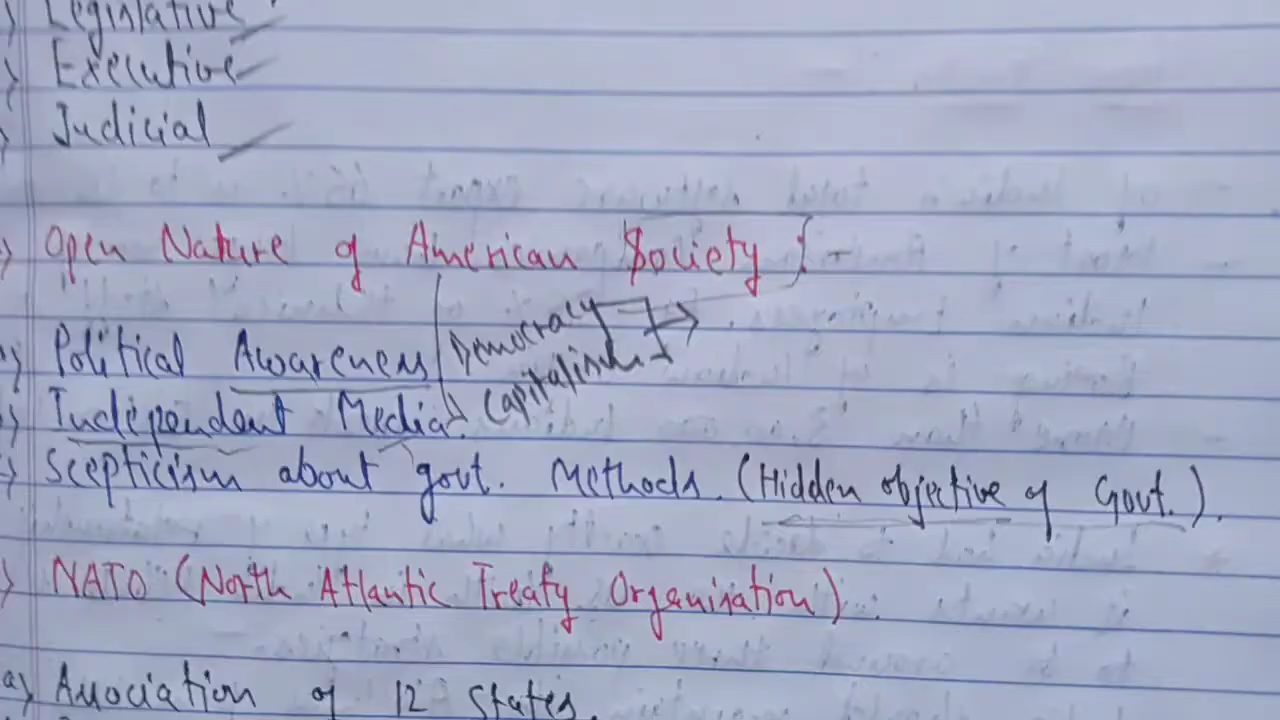 Legislative
Executive
Judicial
Open Nature of American Society } -
Political Awareness
Democracy
Capitalism
Independent Media.
Scepticism about govt. Methods. (Hidden objective of Govt.).
NATO (North Atlantic Treaty Organisation).
a) Association of 12 States.